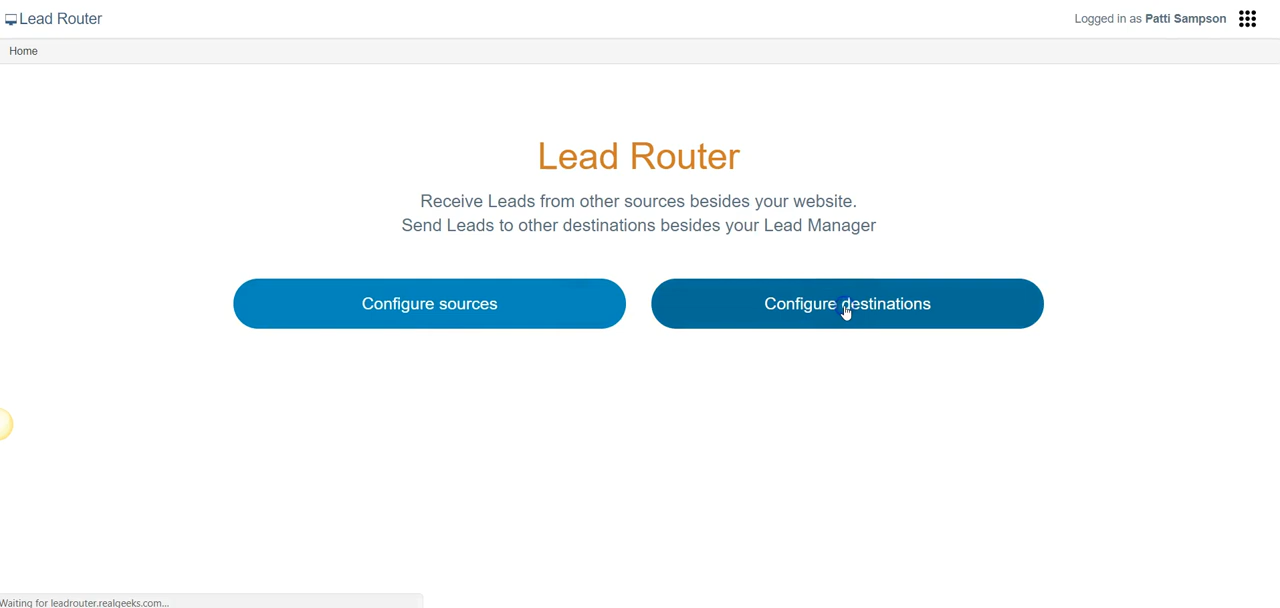 Lead Router
Logged in as Patti Sampson
Home
Lead Router
Receive Leads from other sources besides your website.
Send Leads to other destinations besides your Lead Manager
Configure sources
Configure destinations
Waiting for leadrouter.realgeeks.com...